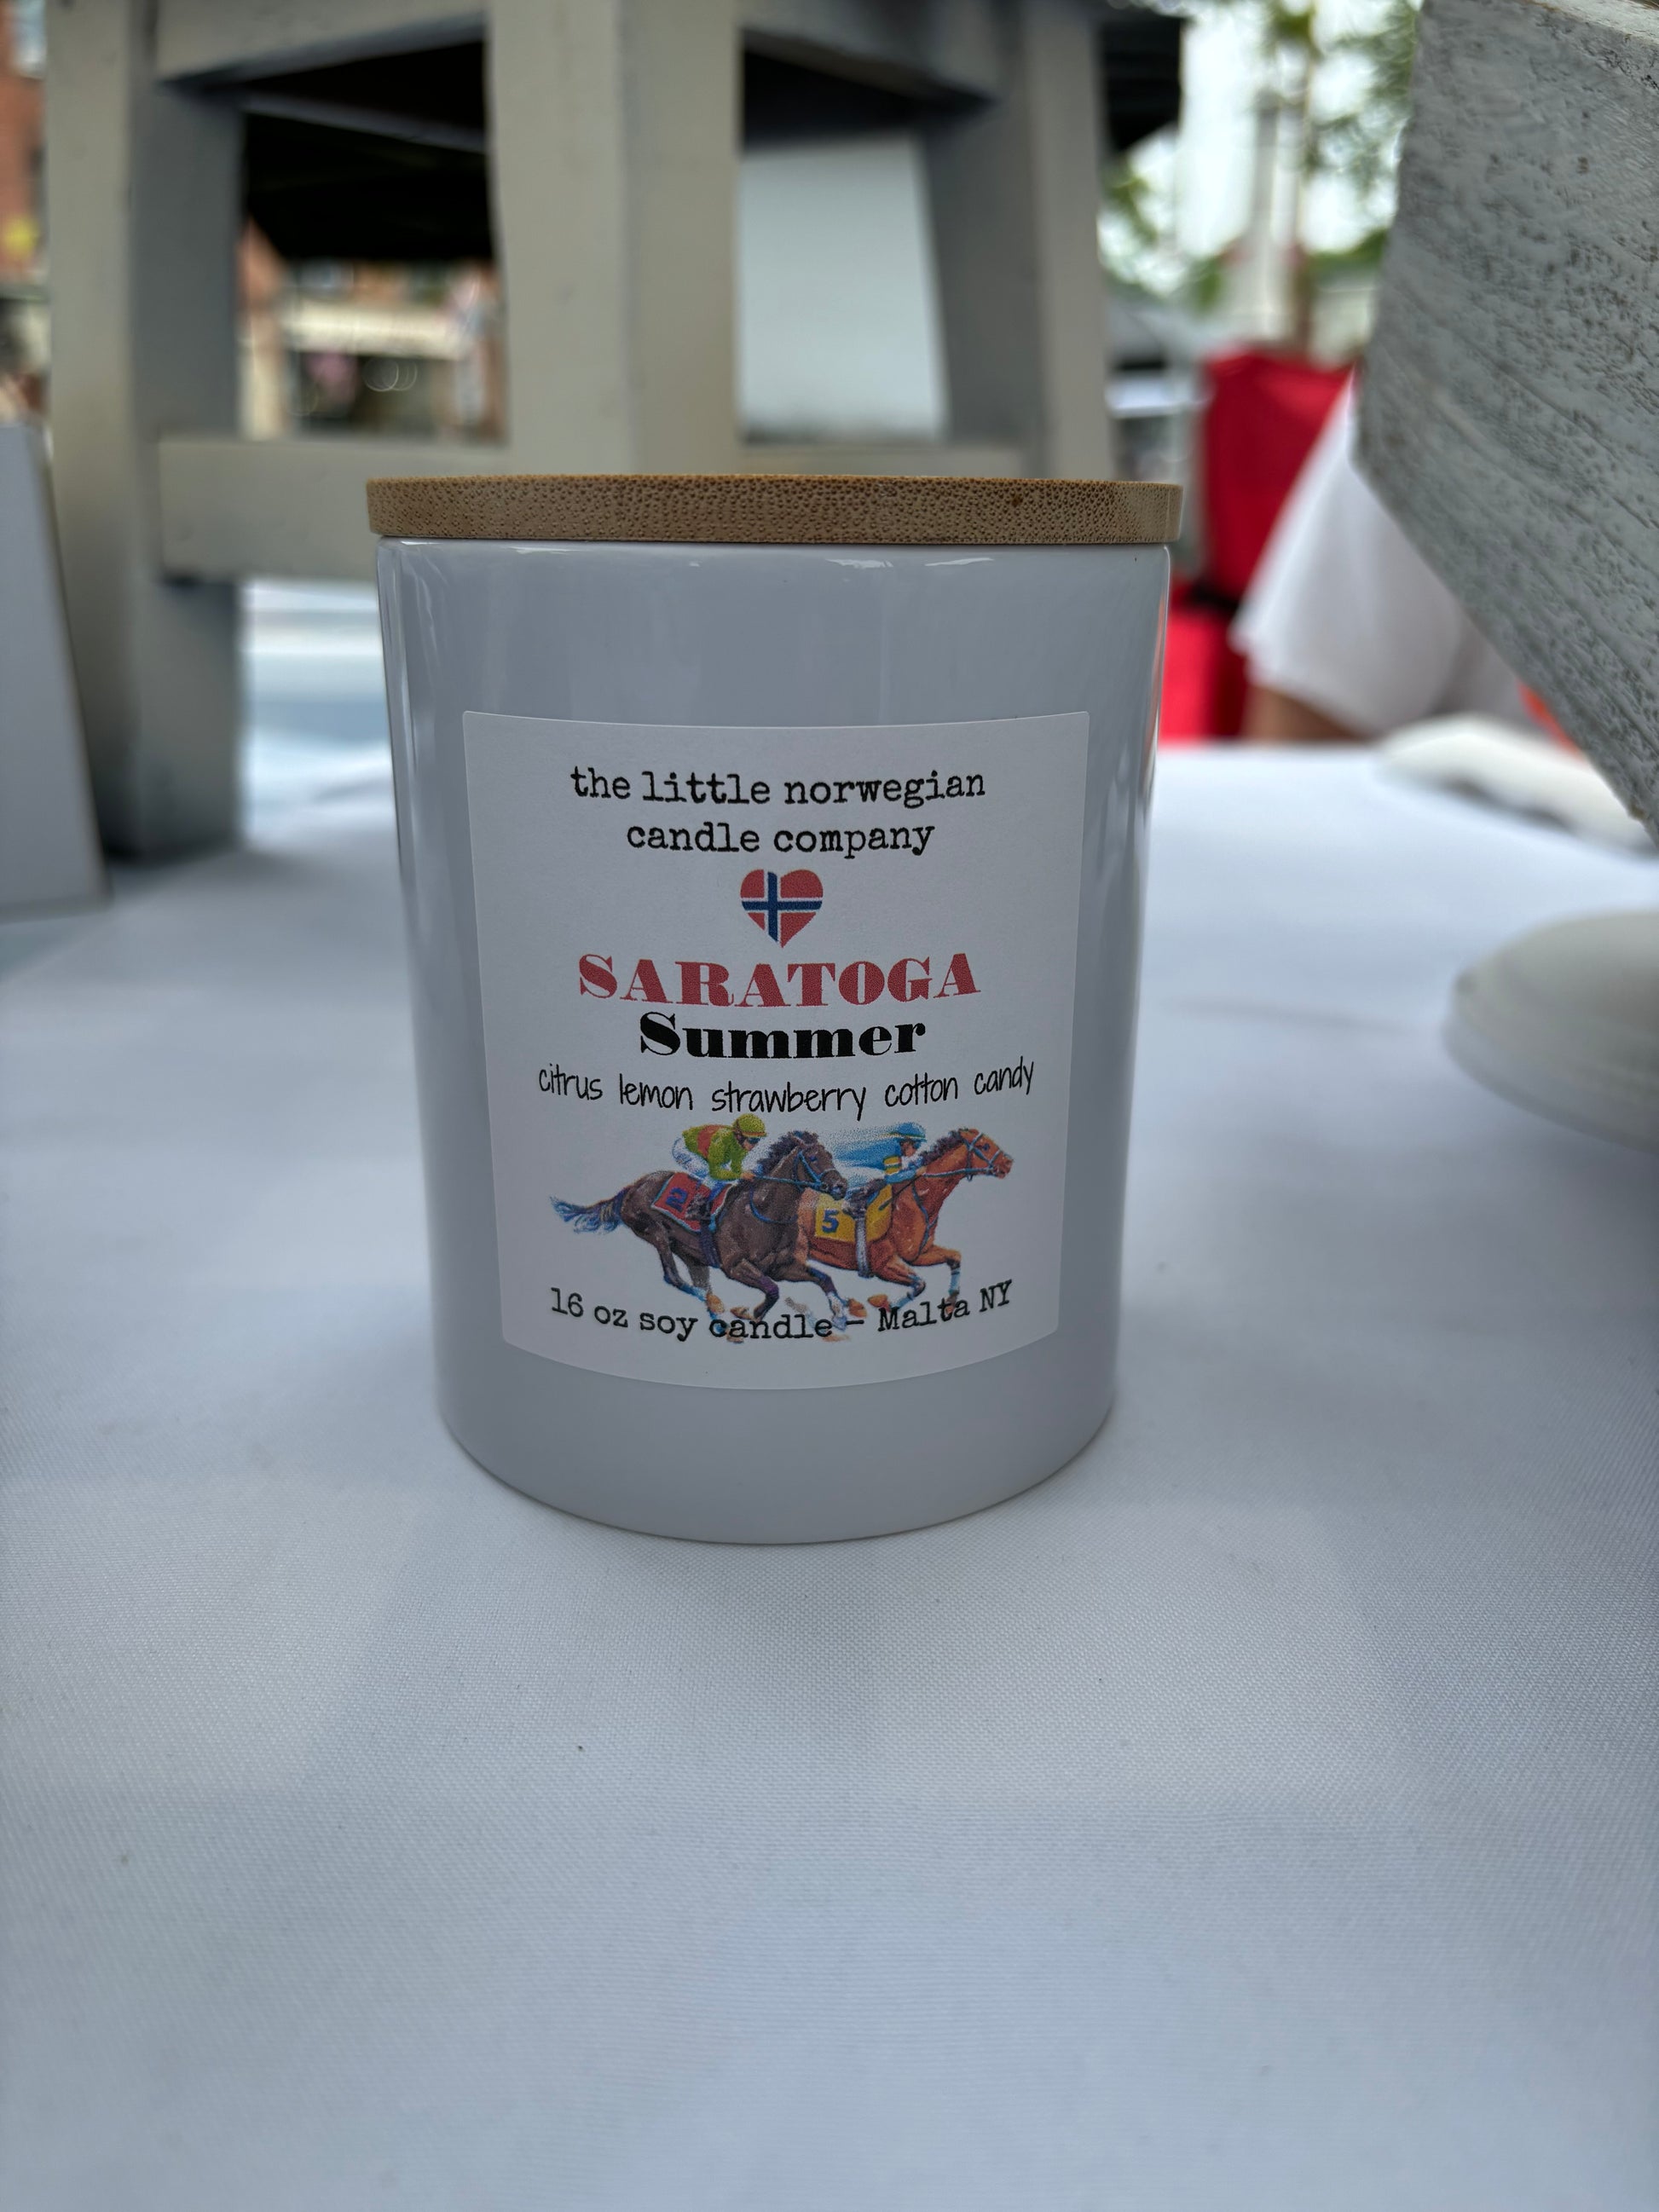 the little norwegian
candle company
SARATOGA
Summer
citrus lemon strawberry cotton candy
5
16 oz soy candle - Malta NY